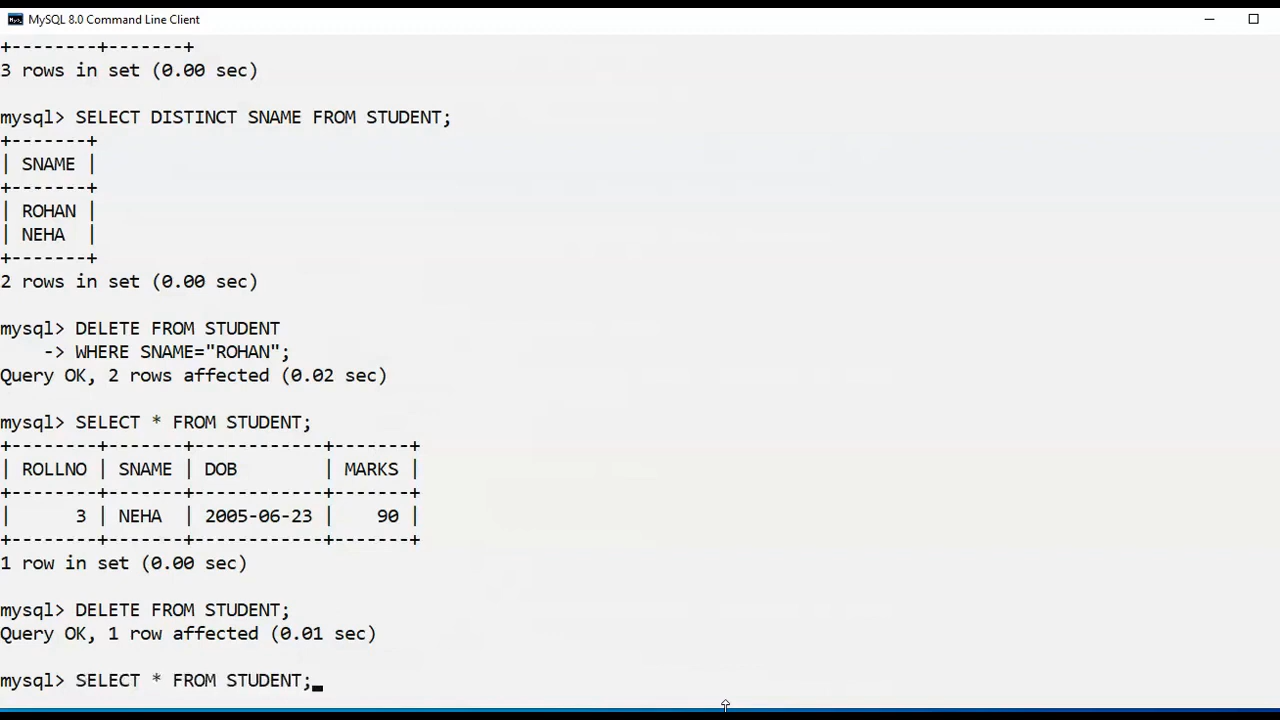 MySQL 8.0 Command Line Client
+--------+-------+
3 rows in set (0.00 sec)
mysql> SELECT DISTINCT SNAME FROM STUDENT;
+-------+
| SNAME |
+-------+
| ROHAN |
| NEHA  |
+-------+
2 rows in set (0.00 sec)
mysql> DELETE FROM STUDENT
    -> WHERE SNAME="ROHAN";
Query OK, 2 rows affected (0.02 sec)
mysql> SELECT * FROM STUDENT;
+--------+-------+------------+-------+
| ROLLNO | SNAME | DOB        | MARKS |
+--------+-------+------------+-------+
|      3 | NEHA  | 2005-06-23 |    90 |
+--------+-------+------------+-------+
1 row in set (0.00 sec)
mysql> DELETE FROM STUDENT;
Query OK, 1 row affected (0.01 sec)
mysql> SELECT * FROM STUDENT;